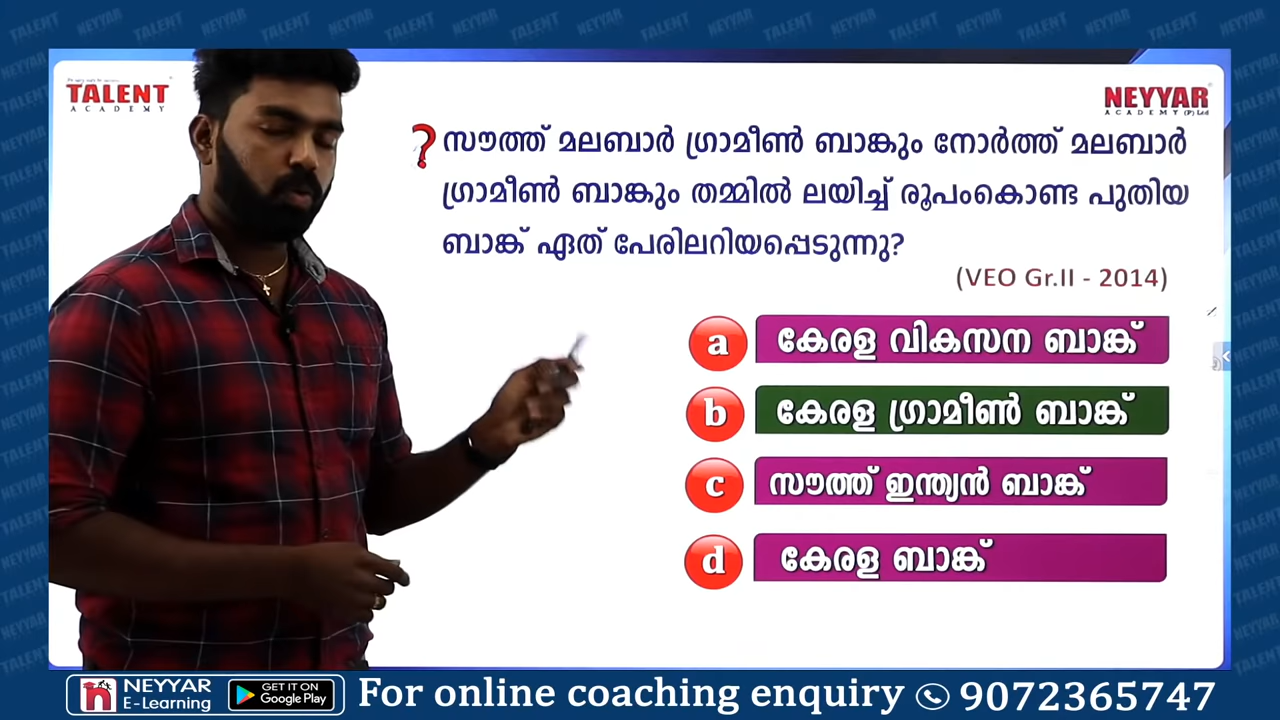 TALENT
ACADEMY
NEYYAR
ACADEMY (P) Ltd
? സൗത്ത് മലബാർ ഗ്രാമീൺ ബാങ്കും നോർത്ത് മലബാർ
ഗ്രാമീൺ ബാങ്കും തമ്മിൽ ലയിച്ച് രൂപംകൊണ്ട പുതിയ
ബാങ്ക് ഏത് പേരിലറിയപ്പെടുന്നു?
(VEO Gr.II - 2014)
a കേരള വികസന ബാങ്ക്
b കേരള ഗ്രാമീൺ ബാങ്ക്
c സൗത്ത് ഇന്ത്യൻ ബാങ്ക്
d കേരള ബാങ്ക്
NEYYAR
E-Learning
GET IT ON
Google Play
For online coaching enquiry 9072365747